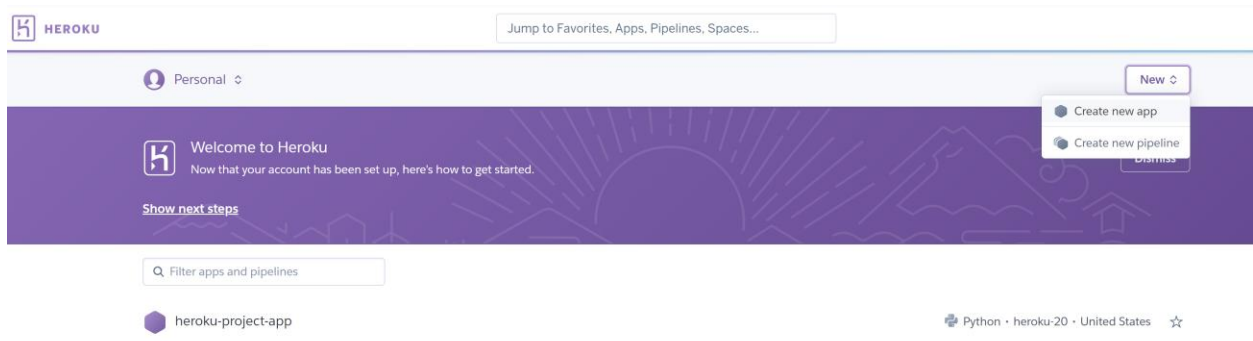 HEROKU
Jump to Favorites, Apps, Pipelines, Spaces...
Personal
New
Create new app
Create new pipeline
Dismiss
Welcome to Heroku
Now that your account has been set up, here's how to get started.
Show next steps
Filter apps and pipelines
heroku-project-app
Python • heroku-20 • United States